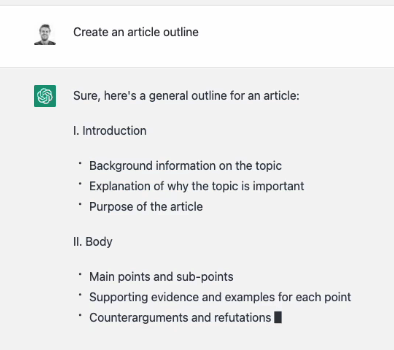 Create an article outline
Sure, here's a general outline for an article:
I. Introduction
· Background information on the topic
· Explanation of why the topic is important
· Purpose of the article
II. Body
· Main points and sub-points
· Supporting evidence and examples for each point
· Counterarguments and refutations